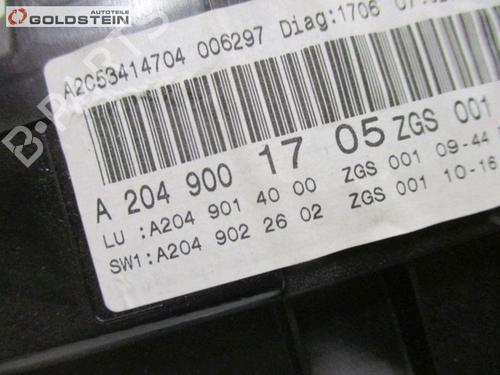 Autoteile
GOLDSTEIN
B-PARTS
A2C53414704 006297 Diag:1706
A 204 900 17 05 ZGS 001
LU :A204 901 40 00 ZGS 001 09-44
SW1:A204 902 26 02 ZGS 001 10-16